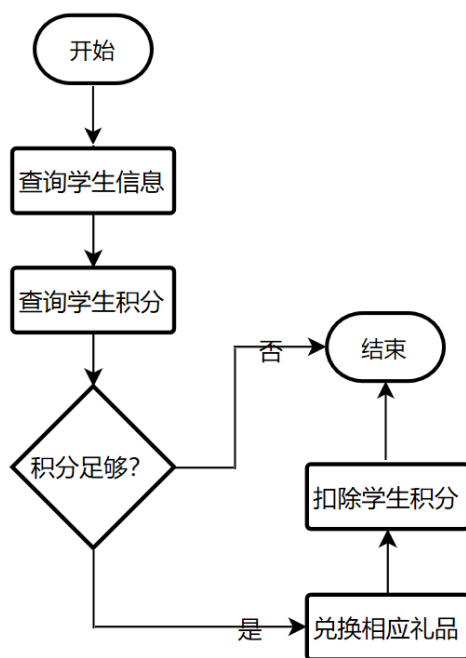 开始
查询学生信息
查询学生积分
积分足够?
否
结束
扣除学生积分
是
兑换相应礼品